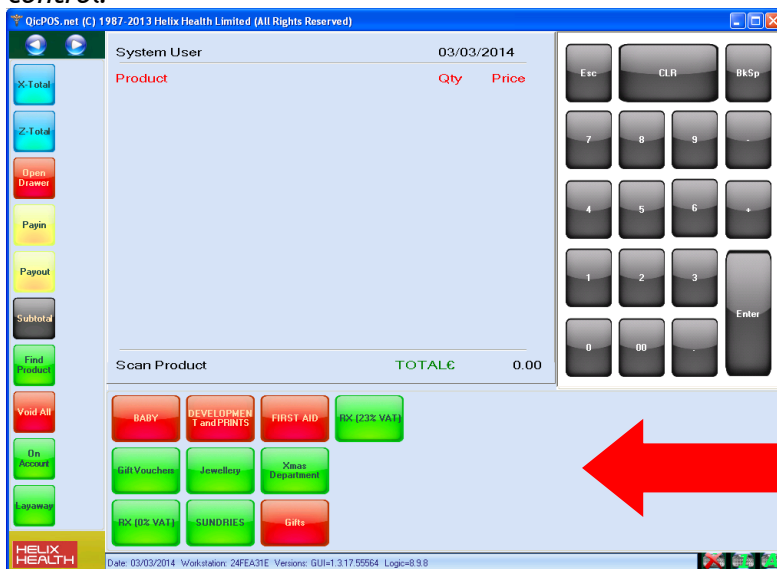 control.
QicPOS.net (C) 1987-2013 Helix Health Limited (All Rights Reserved)
System User 03/03/2014
Product Qty Price
Scan Product TOTAL€ 0.00
X-Total
Z-Total
Open
Drawer
Payin
Payout
Subtotal
Find
Product
Void All
On
Account
Layaway
HELIX
HEALTH
Esc CLR BkSp
7 8 9 -
4 5 6 +
1 2 3
Enter
0 00 .
BABY
DEVELOPMEN
T and PRINTS
FIRST AID
RX (23% VAT)
Gift Vouchers
Jewellery
Xmas
Department
RX (0% VAT)
SUNDRIES
Gifts
Date: 03/03/2014 Workstation: 24FEA31E Versions: GUI=1.3.17.55564 Logic=8.9.8